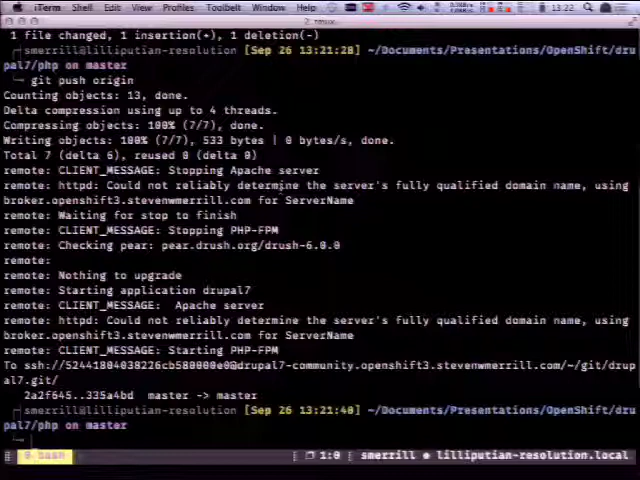 iTerm Shell Edit View Profiles Toolbelt Window Help 13:22
2. tmux
1 file changed, 1 insertion(+), 1 deletion(-)
smerrill@lilliputian-resolution [Sep 26 13:21:28] ~/Documents/Presentations/OpenShift/dru
pal7/php on master
git push origin
Counting objects: 13, done.
Delta compression using up to 4 threads.
Compressing objects: 100% (7/7), done.
Writing objects: 100% (7/7), 533 bytes | 0 bytes/s, done.
Total 7 (delta 6), reused 0 (delta 0)
remote: CLIENT_MESSAGE: Stopping Apache server
remote: httpd: Could not reliably determine the server's fully qualified domain name, using
broker.openshift3.stevenwmerrill.com for ServerName
remote: Waiting for stop to finish
remote: CLIENT_MESSAGE: Stopping PHP-FPM
remote: Checking pear: pear.drush.org/drush-6.0.0
remote:
remote: Nothing to upgrade
remote: Starting application drupal7
remote: CLIENT_MESSAGE:  Apache server
remote: httpd: Could not reliably determine the server's fully qualified domain name, using
broker.openshift3.stevenwmerrill.com for ServerName
remote: CLIENT_MESSAGE: Starting PHP-FPM
To ssh://52441804038226cb580000e0@drupal7-community.openshift3.stevenwmerrill.com/~/git/drup
al7.git/
2a2f645..335a4bd  master -> master
smerrill@lilliputian-resolution [Sep 26 13:21:40] ~/Documents/Presentations/OpenShift/dru
pal7/php on master
0 bash 1:0 smerrill lilliputian-resolution.local